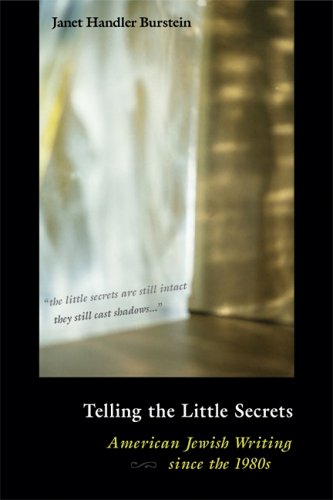 Janet Handler Burstein
"the little secrets are still intact
they still cast shadows..."
Telling the Little Secrets
American Jewish Writing
since the 1980s